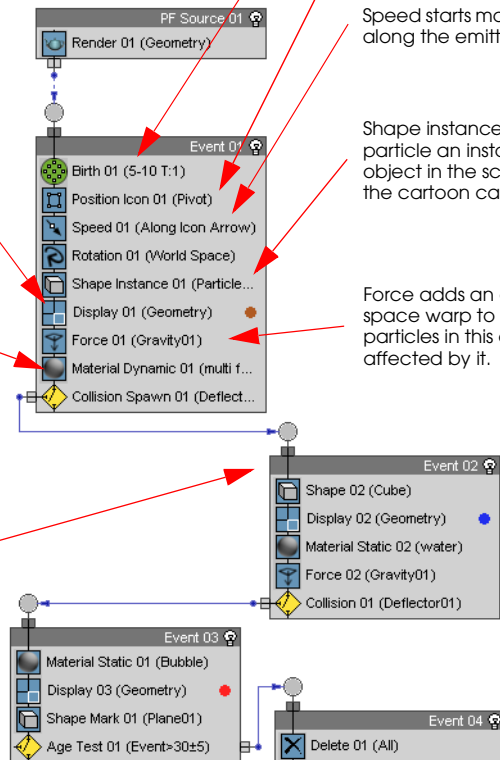 PF Source 01
Render 01 (Geometry)
Speed starts
along the emitt
Event 01
Birth 01 (5-10 T:1)
Position Icon 01 (Pivot)
Speed 01 (Along Icon Arrow)
Rotation 01 (World Space)
Shape Instance 01 (Particle...
Display 01 (Geometry)
Force 01 (Gravity01)
Material Dynamic 01 (multi f...
Collision Spawn 01 (Deflect...
Shape instance
particle an insta
object in the sc
the cartoon ca
Force adds an
space warp to
particles in this
affected by it.
Event 02
Shape 02 (Cube)
Display 02 (Geometry)
Material Static 02 (water)
Force 02 (Gravity01)
Collision 01 (Deflector01)
Event 03
Material Static 01 (Bubble)
Display 03 (Geometry)
Shape Mark 01 (Plane01)
Age Test 01 (Event>30±5)
Event 04
Delete 01 (All)